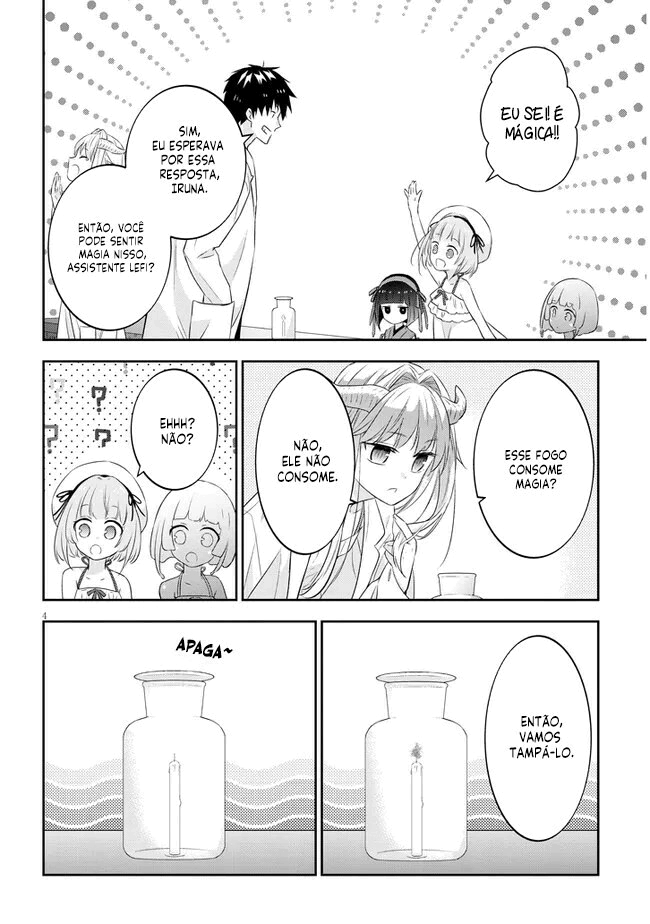 EU SEI! É
MÁGICA!!
SIM,
EU ESPERAVA
POR ESSA
RESPOSTA,
IRUNA.
ENTÃO, VOCÊ
PODE SENTIR
MAGIA NISSO,
ASSISTENTE LEFI?
ESSE FOGO
CONSOME
MAGIA?
NÃO,
ELE NÃO
CONSOME.
EHHH?
NÃO?
?
?
?
?
4
ENTÃO,
VAMOS
TAMPÁ-LO.
APAGA~